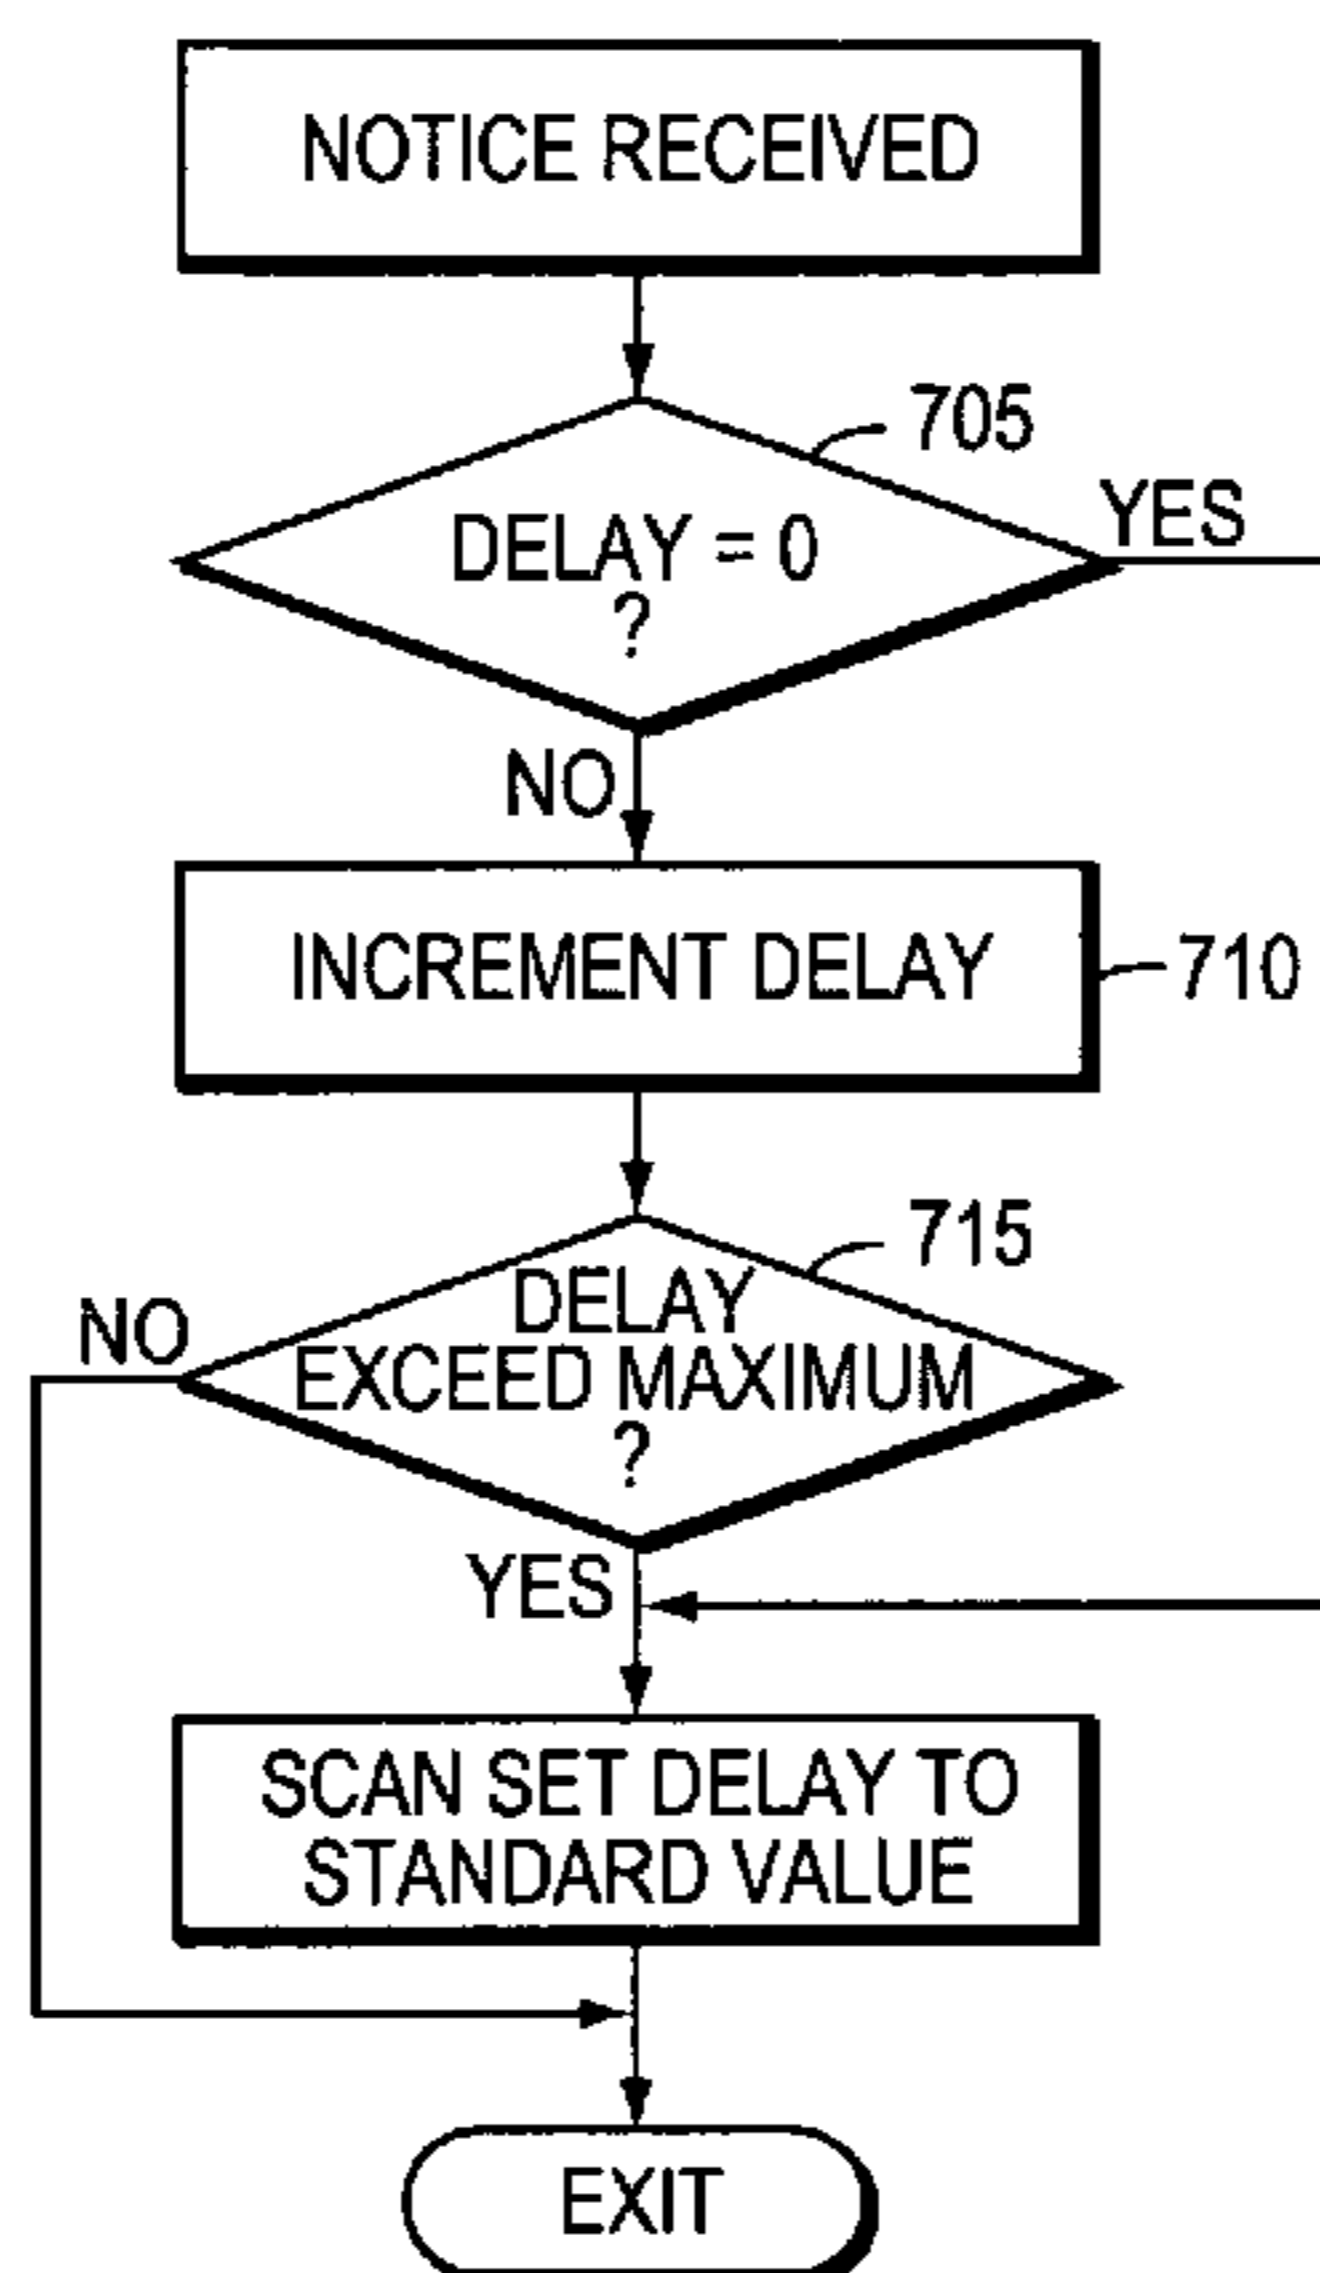 NOTICE RECEIVED
705
DELAY = 0
?
YES
NO
INCREMENT DELAY
710
715
DELAY
EXCEED MAXIMUM
?
NO
YES
SCAN SET DELAY TO
STANDARD VALUE
EXIT